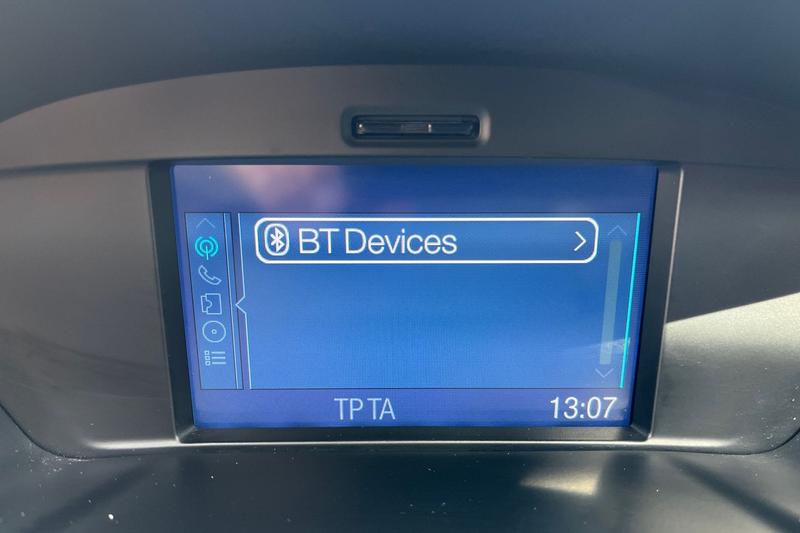 BT Devices
TP TA
13:07